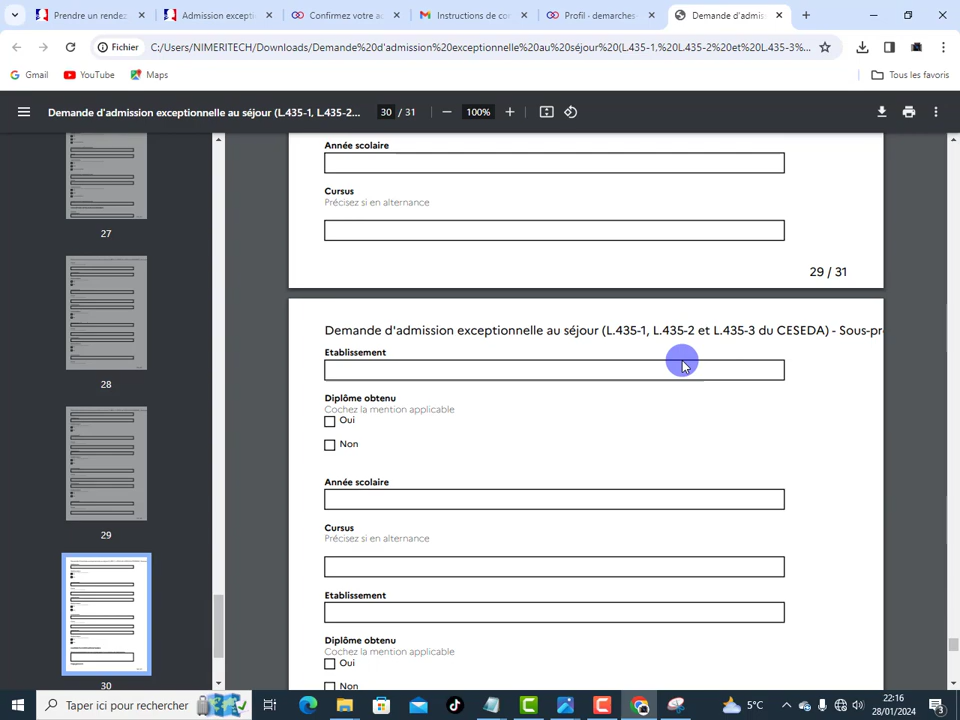 Prendre un rendez
Admission excepti
Confirmez votre ad
Instructions de con
Profil - demarches
Demande d'admis
Fichier
C:/Users/NIMERITECH/Downloads/Demande%20d'admission%20exceptionnelle%20au%20séjour%20(L.435-1,%20L.435-2%20et%20L.435-3%...
Gmail
YouTube
Maps
Tous les favoris
Demande d'admission exceptionnelle au séjour (L.435-1, L.435-2...
30 / 31
100%
27
28
29
30
Année scolaire
Cursus
Précisez si en alternance
29 / 31
Demande d'admission exceptionnelle au séjour (L.435-1, L.435-2 et L.435-3 du CESEDA) - Sous-pr
Etablissement
Diplôme obtenu
Cochez la mention applicable
Oui
Non
Année scolaire
Cursus
Précisez si en alternance
Etablissement
Diplôme obtenu
Cochez la mention applicable
Oui
Non
Taper ici pour rechercher
5°C
22:16
28/01/2024
3